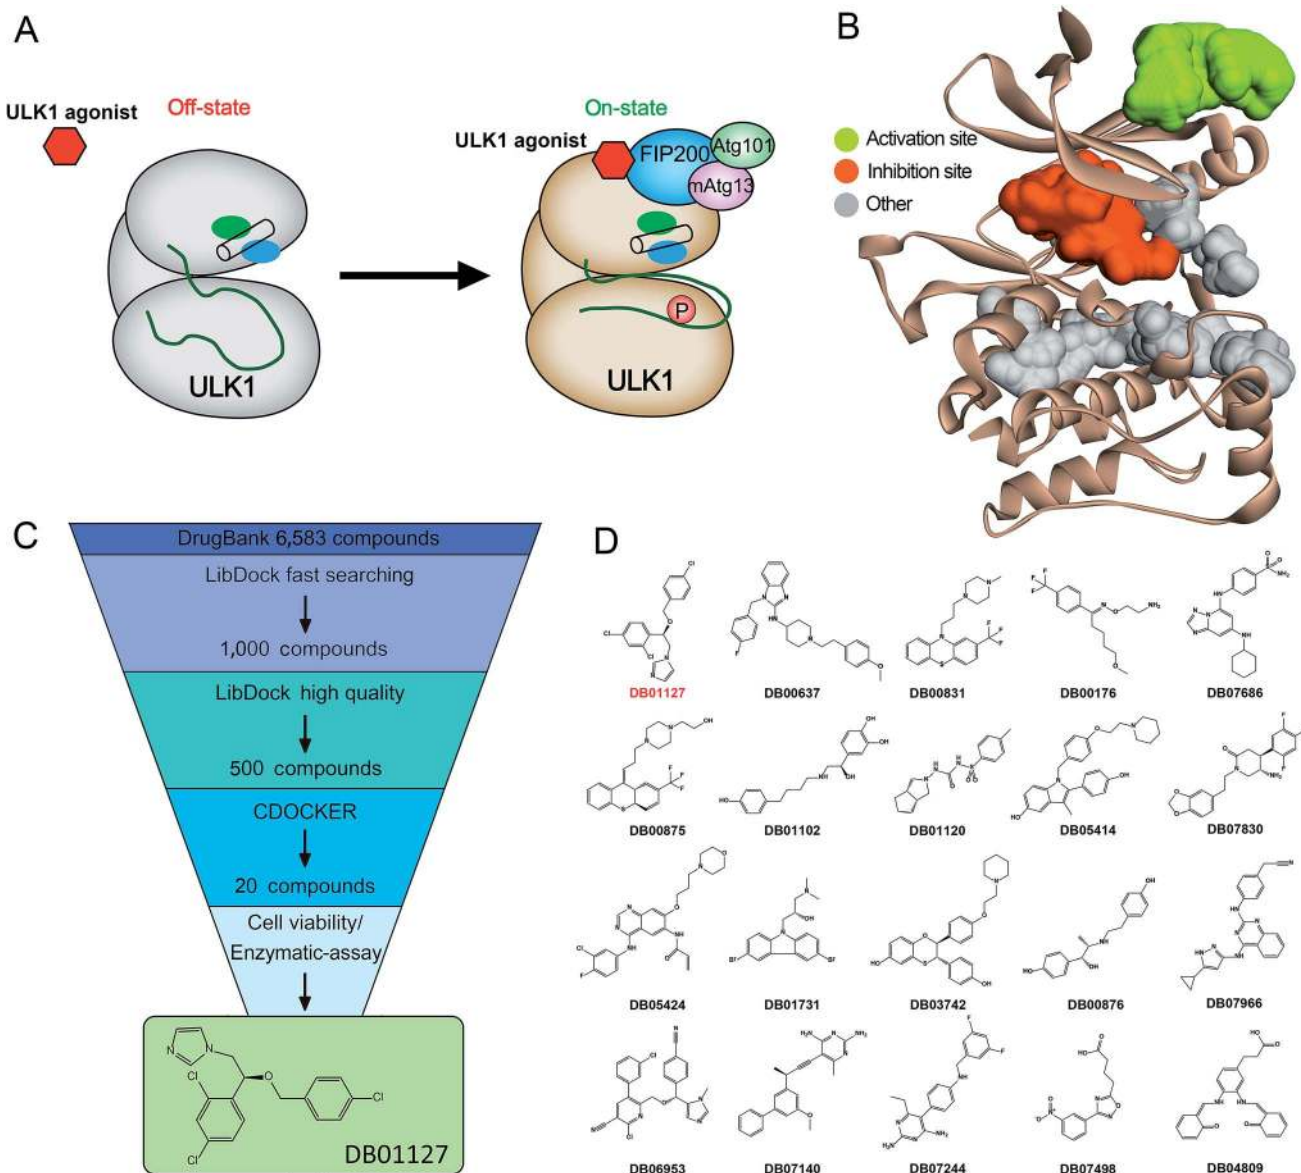 A
ULK1 agonist
Off-state
ULK1
ULK1 agonist
On-state
FIP200
Atg101
mAtg13
P
ULK1
B
Activation site
Inhibition site
Other
C
DrugBank 6,583 compounds
LibDock fast searching
1,000 compounds
LibDock high quality
500 compounds
CDOCKER
20 compounds
Cell viability/
Enzymatic-assay
N
N
Cl
O
Cl
Cl
DB01127
D
DB01127
DB00637
DB00831
DB00176
DB07686
DB00875
DB01102
DB01120
DB05414
DB07830
DB05424
DB01731
DB03742
DB00876
DB07966
DB06953
DB07140
DB07244
DB07498
DB04809